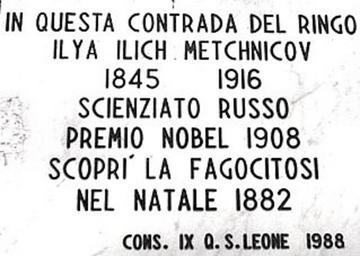 IN QUESTA CONTRADA DEL RINGO
ILYA ILICH METCHNICOV
1845 1916
SCIENZIATO RUSSO
PREMIO NOBEL 1908
SCOPRI´ LA FAGOCITOSI
NEL NATALE 1882
CONS. IX Q. S. LEONE 1988